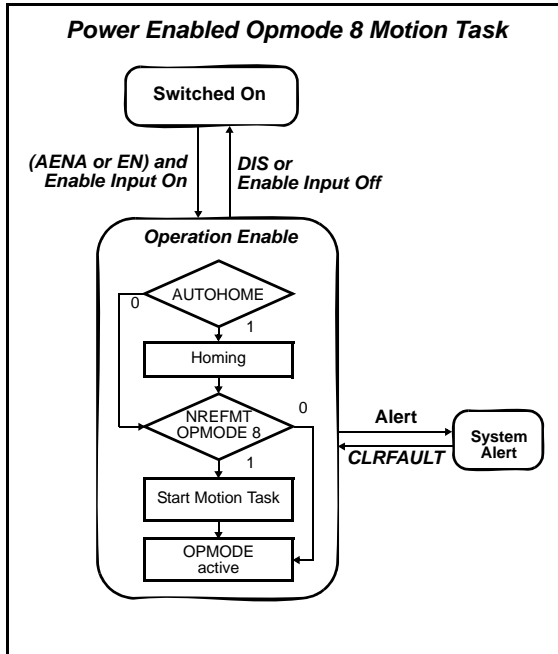 Power Enabled Opmode 8 Motion Task
Switched On
(AENA or EN) and
Enable Input On
DIS or
Enable Input Off
Operation Enable
AUTOHOME
0
1
Homing
NREFMT
OPMODE 8
0
1
Start Motion Task
OPMODE
active
Alert
CLRFAULT
System
Alert